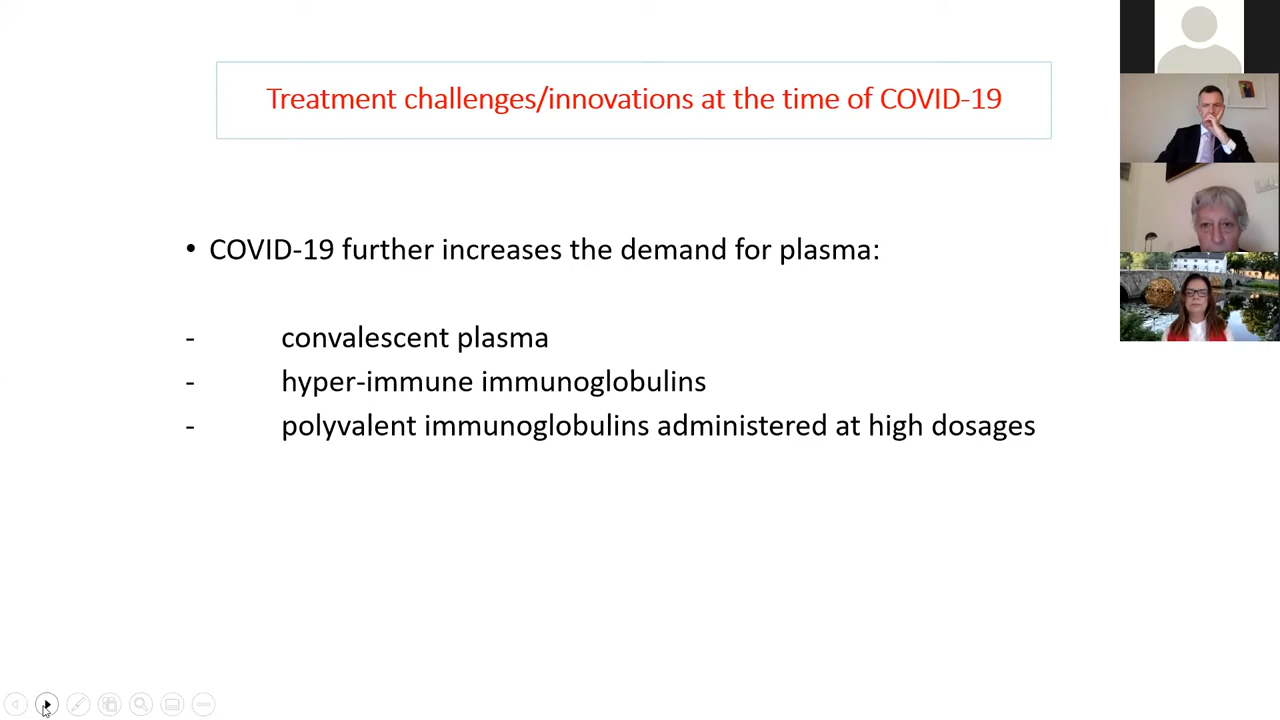 Treatment challenges/innovations at the time of COVID-19
• COVID-19 further increases the demand for plasma:
- convalescent plasma
- hyper-immune immunoglobulins
- polyvalent immunoglobulins administered at high dosages